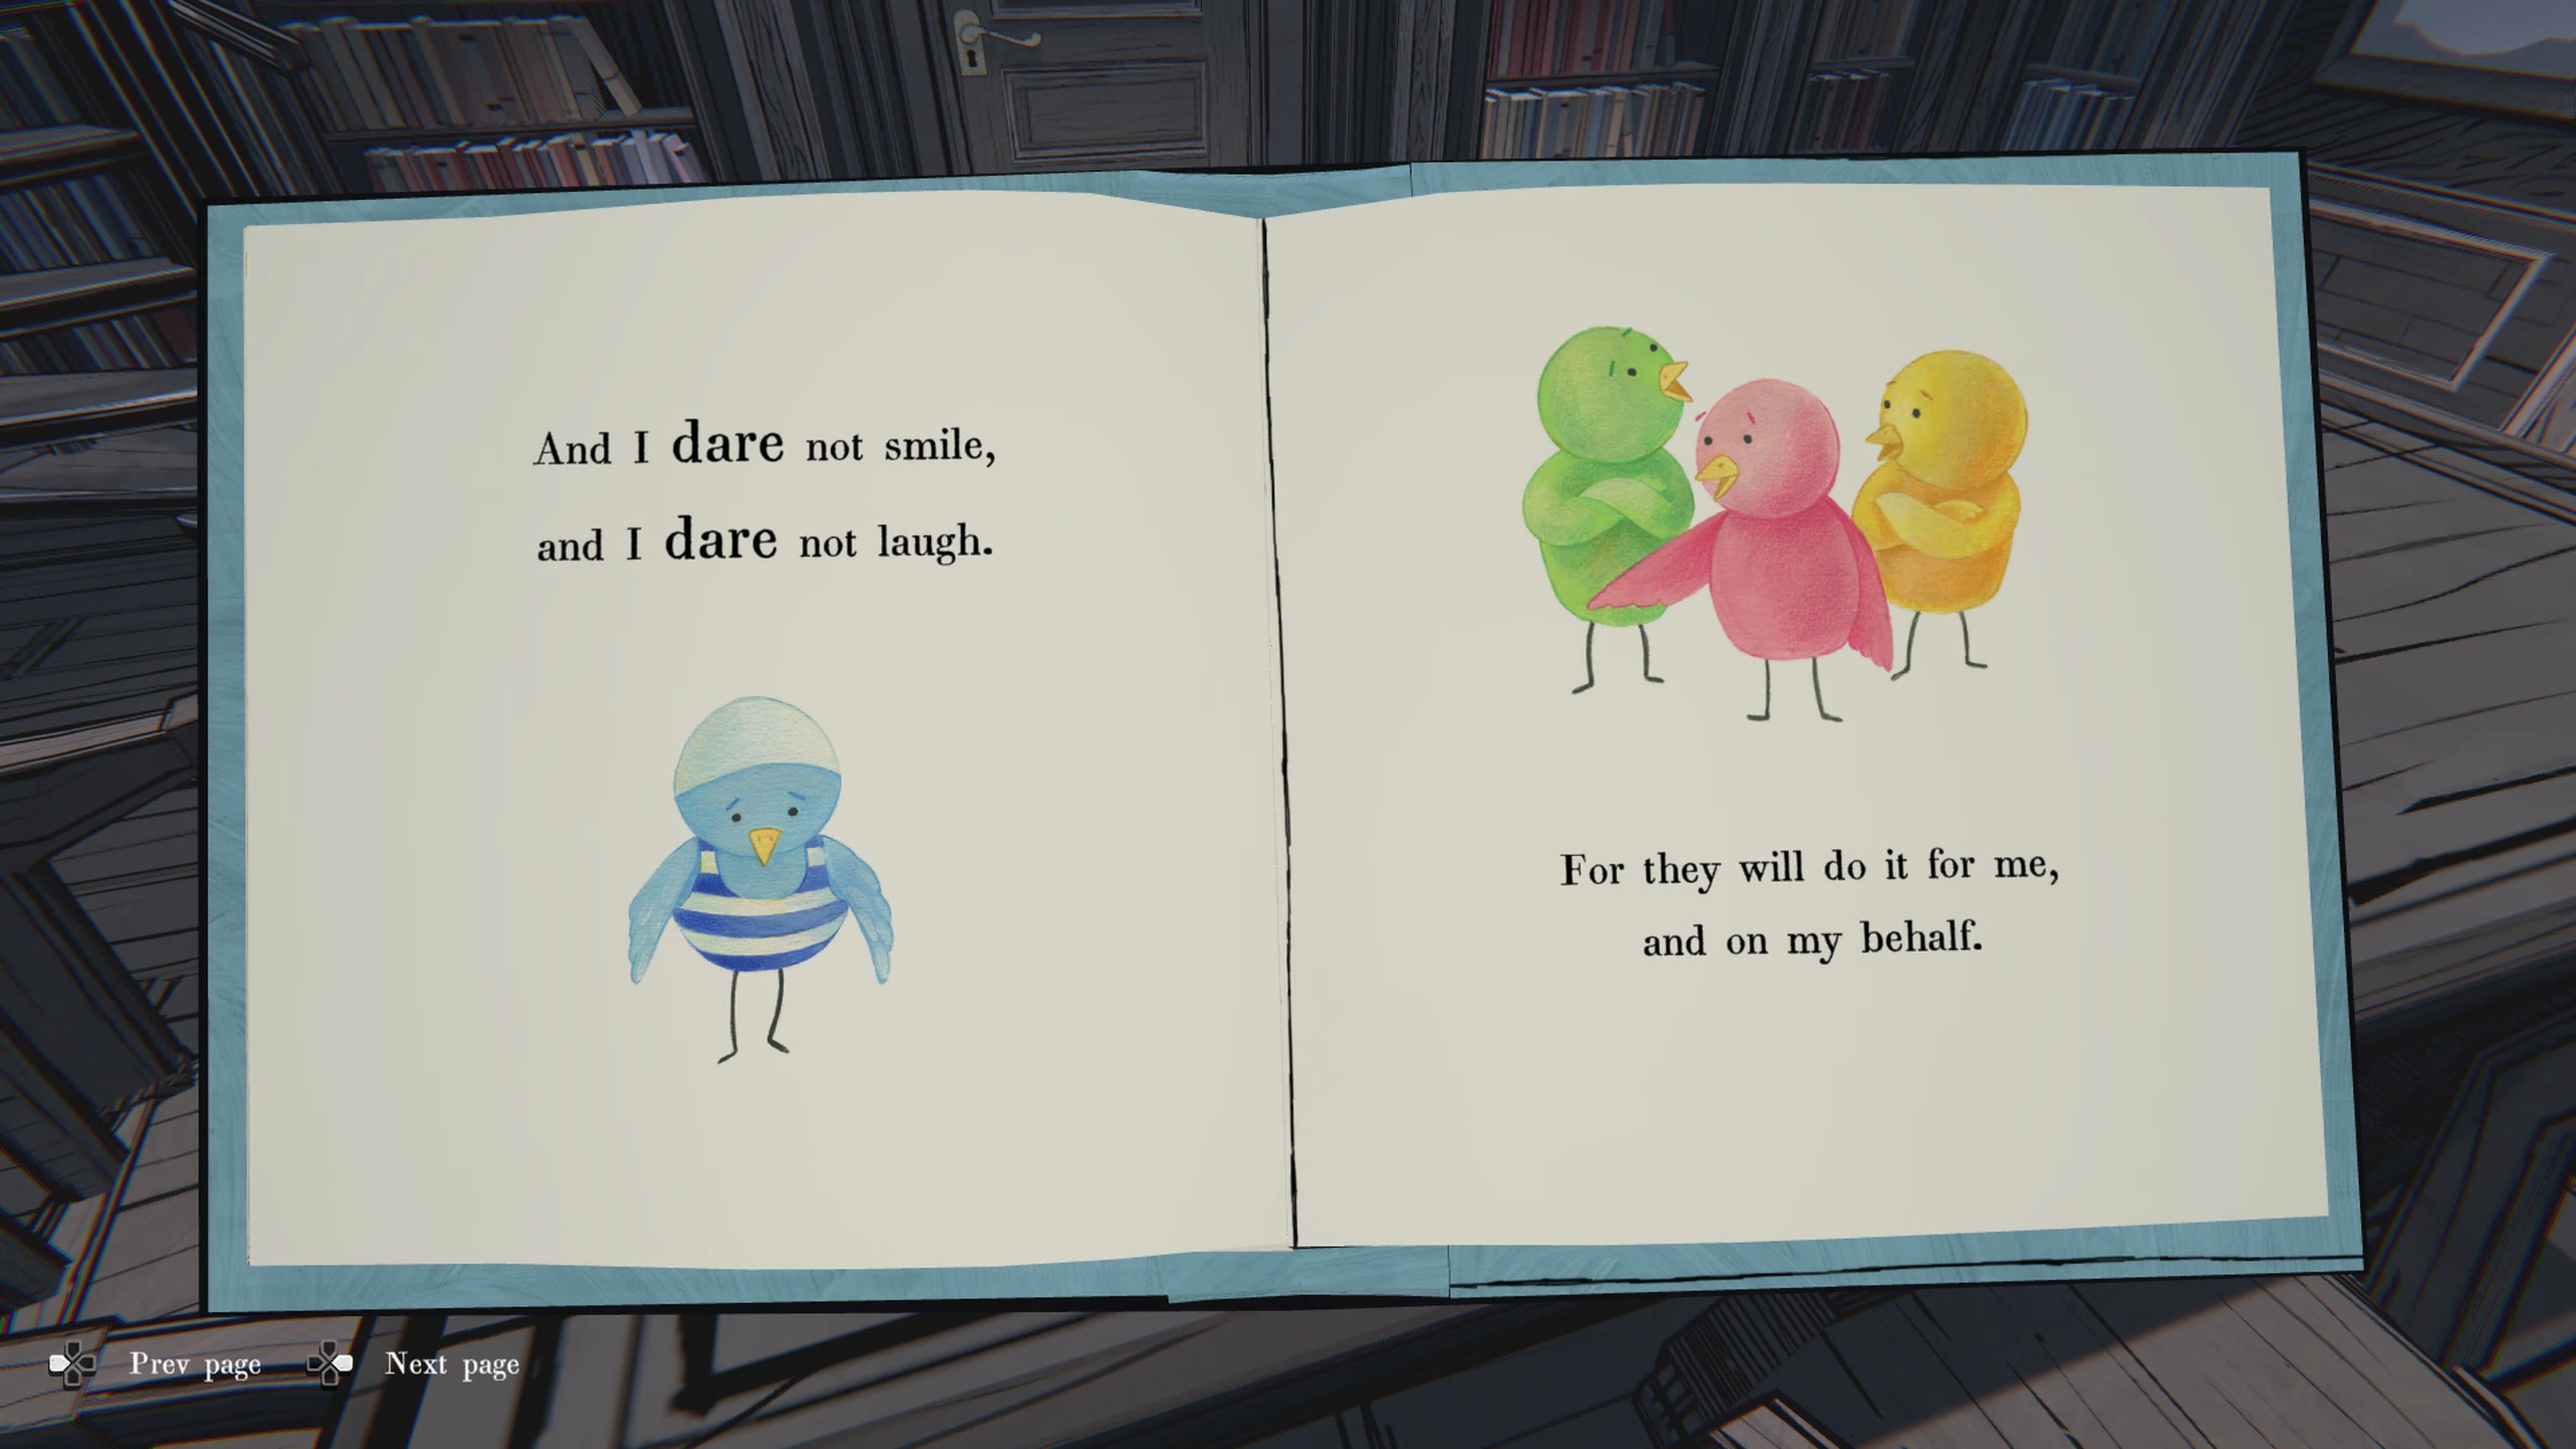 And I dare not smile,
and I dare not laugh.
For they will do it for me,
and on my behalf.
Prev page
Next page